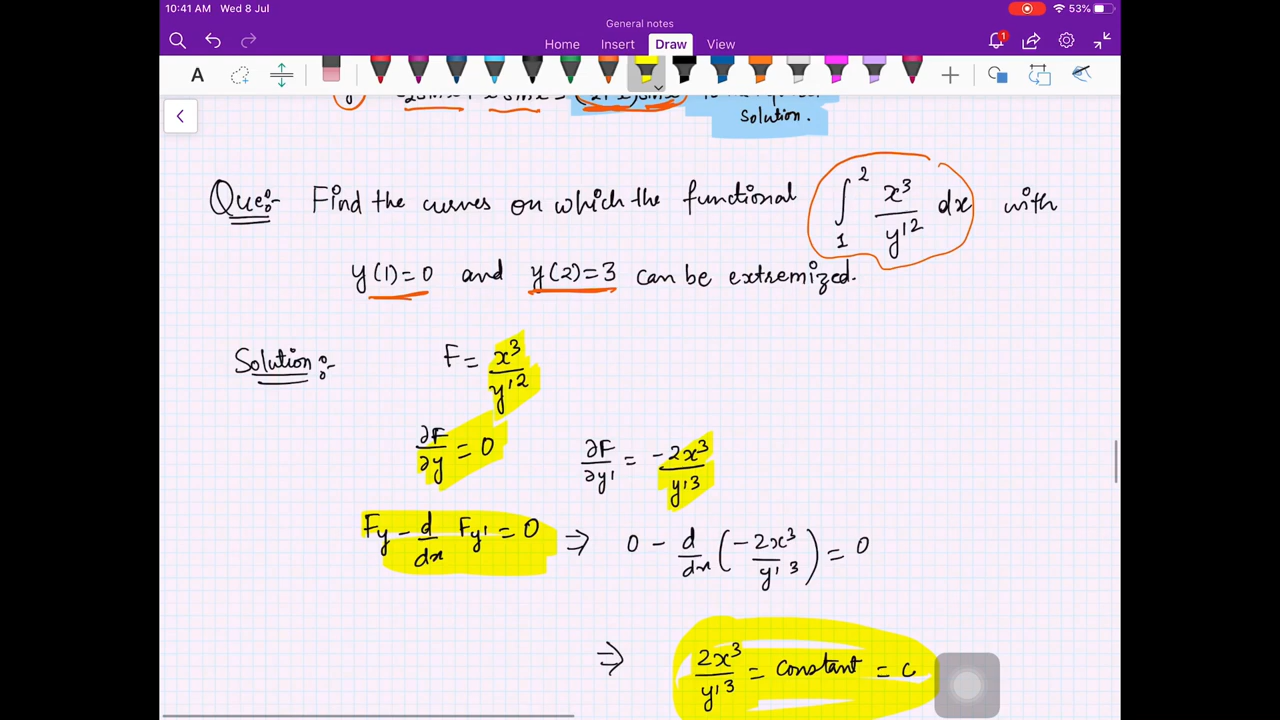 10:41 AM Wed 8 Jul
53%
General notes
Home Insert Draw View
1
A
solution.
Que:- Find the curves on which the functional ∫₁² x³/y'² dx with
y(1)=0 and y(2)=3 can be extremized.
Solution:- F = x³/y'²
∂F/∂y = 0 ∂F/∂y' = -2x³/y'³
Fy - d/dx Fy' = 0 ⇒ 0 - d/dx (-2x³/y'³) = 0
⇒ 2x³/y'³ = constant = c